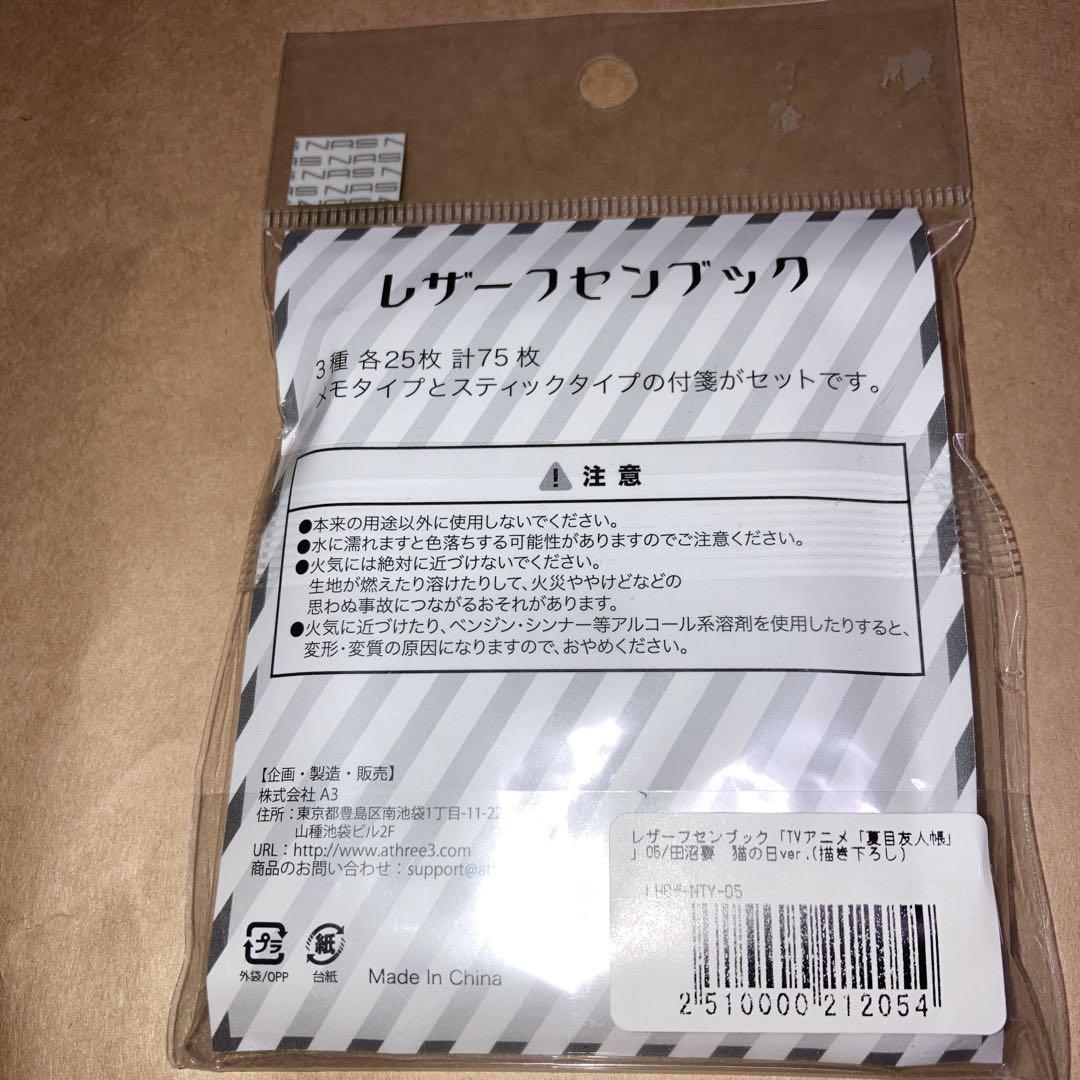 NAS
NAS
NAS
NAS
レザーフセンブック
3種 各25枚 計75枚
メモタイプとスティックタイプの付箋がセットです。
注意
●本来の用途以外に使用しないでください。
●水に濡れますと色落ちする可能性がありますのでご注意ください。
●火気には絶対に近づけないでください。
生地が燃えたり溶けたりして、火災ややけどなどの
思わぬ事故につながるおそれがあります。
●火気に近づけたり、ベンジン・シンナー等アルコール系溶剤を使用したりすると、
変形・変質の原因になりますので、おやめください。
【企画・製造・販売】
株式会社 A3
住所：東京都豊島区南池袋1丁目-11-22
山種池袋ビル2F
URL：http://www.athree3.com
商品のお問い合わせ：support@at
レザーフセンブック「TVアニメ「夏目友人帳」
」05/田沼要　猫の日ver.(描き下ろし)
NTY-05
2510000212054
プラ
外袋/OPP
紙
台紙
Made In China